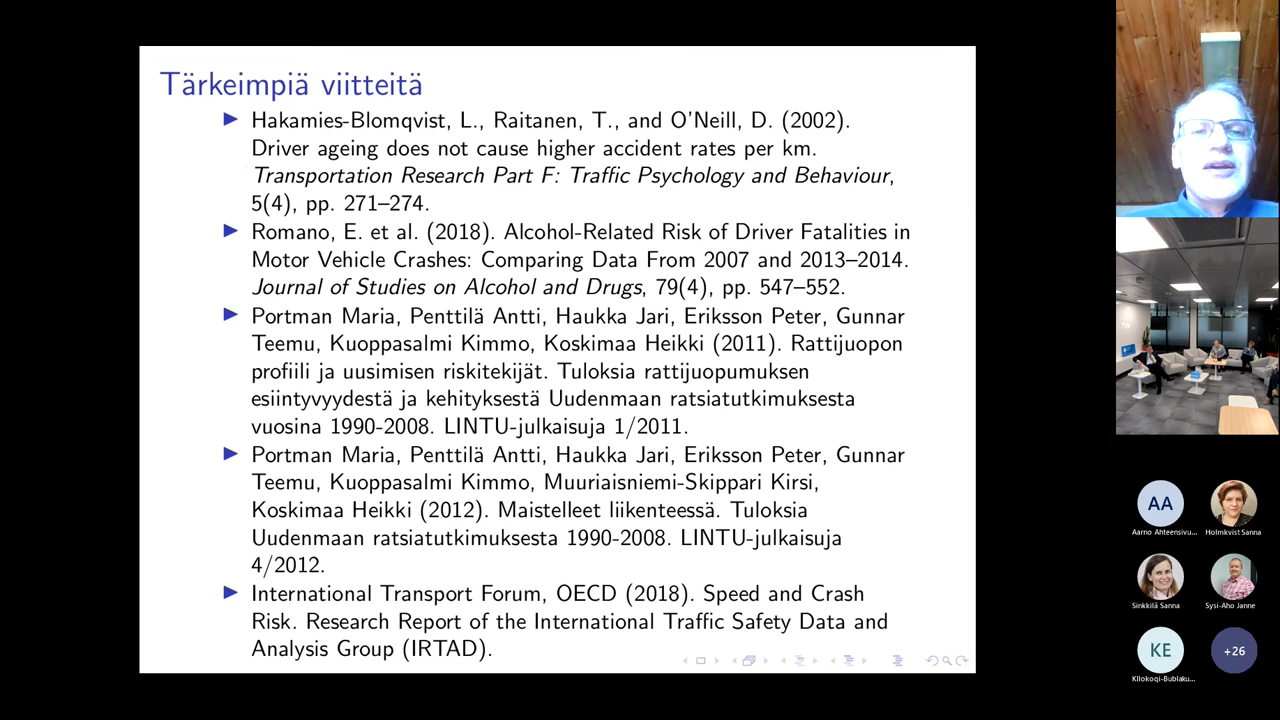 Tärkeimpiä viitteitä
Hakamies-Blomqvist, L., Raitanen, T., and O'Neill, D. (2002).
Driver ageing does not cause higher accident rates per km.
Transportation Research Part F: Traffic Psychology and Behaviour,
5(4), pp. 271–274.
Romano, E. et al. (2018). Alcohol-Related Risk of Driver Fatalities in
Motor Vehicle Crashes: Comparing Data From 2007 and 2013–2014.
Journal of Studies on Alcohol and Drugs, 79(4), pp. 547–552.
Portman Maria, Penttilä Antti, Haukka Jari, Eriksson Peter, Gunnar
Teemu, Kuoppasalmi Kimmo, Koskimaa Heikki (2011). Rattijuopon
profiili ja uusimisen riskitekijät. Tuloksia rattijuopumuksen
esiintyvyydestä ja kehityksestä Uudenmaan ratsiatutkimuksesta
vuosina 1990-2008. LINTU-julkaisuja 1/2011.
Portman Maria, Penttilä Antti, Haukka Jari, Eriksson Peter, Gunnar
Teemu, Kuoppasalmi Kimmo, Muuriaisniemi-Skippari Kirsi,
Koskimaa Heikki (2012). Maistelleet liikenteessä. Tuloksia
Uudenmaan ratsiatutkimuksesta 1990-2008. LINTU-julkaisuja
4/2012.
International Transport Forum, OECD (2018). Speed and Crash
Risk. Research Report of the International Traffic Safety Data and
Analysis Group (IRTAD).
AA
Aarno Ahteensivu...
Holmkvist Sanna
Sinkkilä Sanna
Sysi-Aho Janne
KE
Kllokoqi-Bublaku...
+26